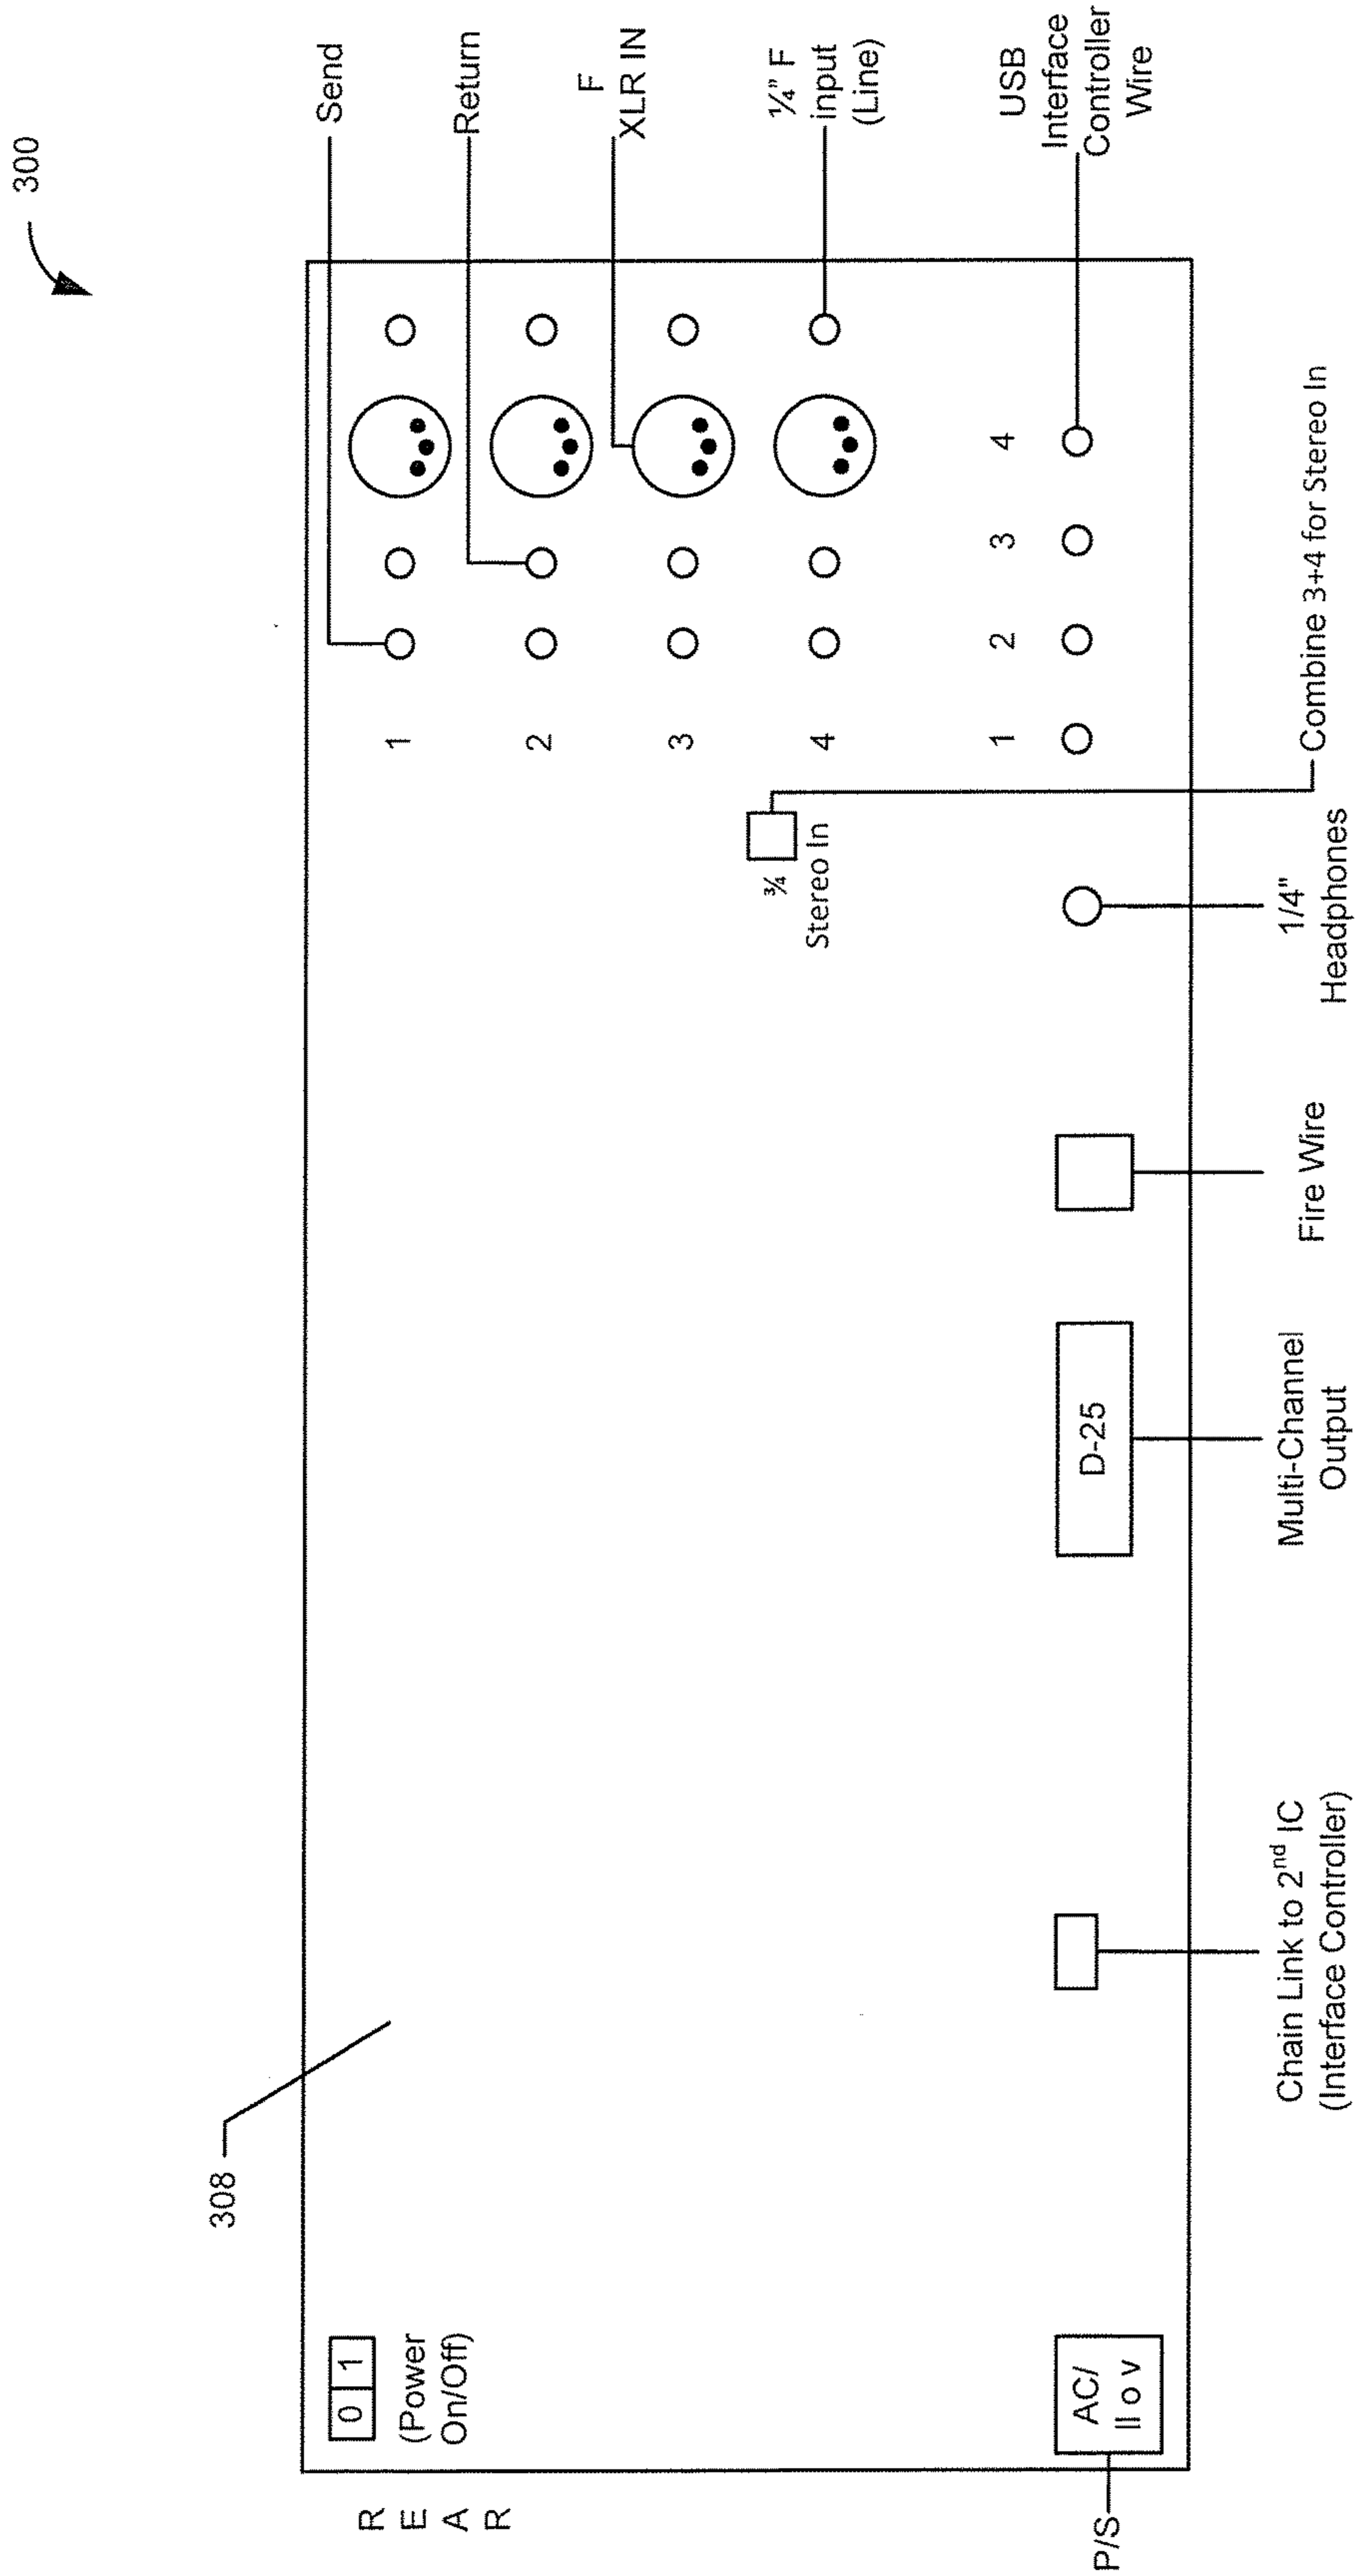 300
308
R
E
A
R
0 1
(Power
On/Off)
Send
Return
F
XLR IN
¼" F
input
(Line)
USB
Interface
Controller
Wire
1
2
3
4
¾
Stereo In
1 2 3 4
Combine 3+4 for Stereo In
AC/
ll o v
P/S
D-25
Chain Link to 2nd IC
(Interface Controller)
Multi-Channel
Output
Fire Wire
1/4"
Headphones